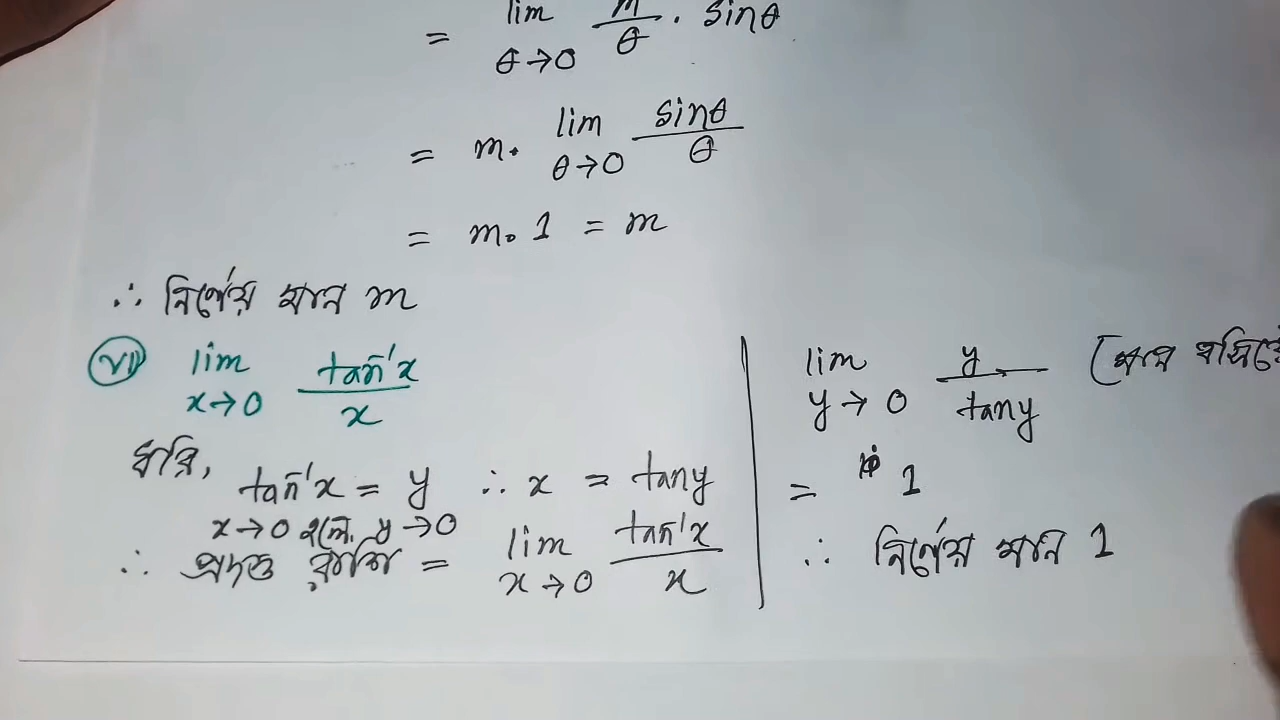 = lim θ→0 m/θ · sinθ
= m. lim θ→0 sinθ/θ
= m. 1 = m
∴ নির্ণেয় মান m
(vi) lim x→0 tan⁻¹x/x
ধরি,
tan⁻¹x = y ∴ x = tany
x→0 হলে, y→0
∴ প্রদত্ত রাশি = lim x→0 tan⁻¹x/x
lim y→0 y/tany [মান
= 1
∴ নির্ণেয় মান 1